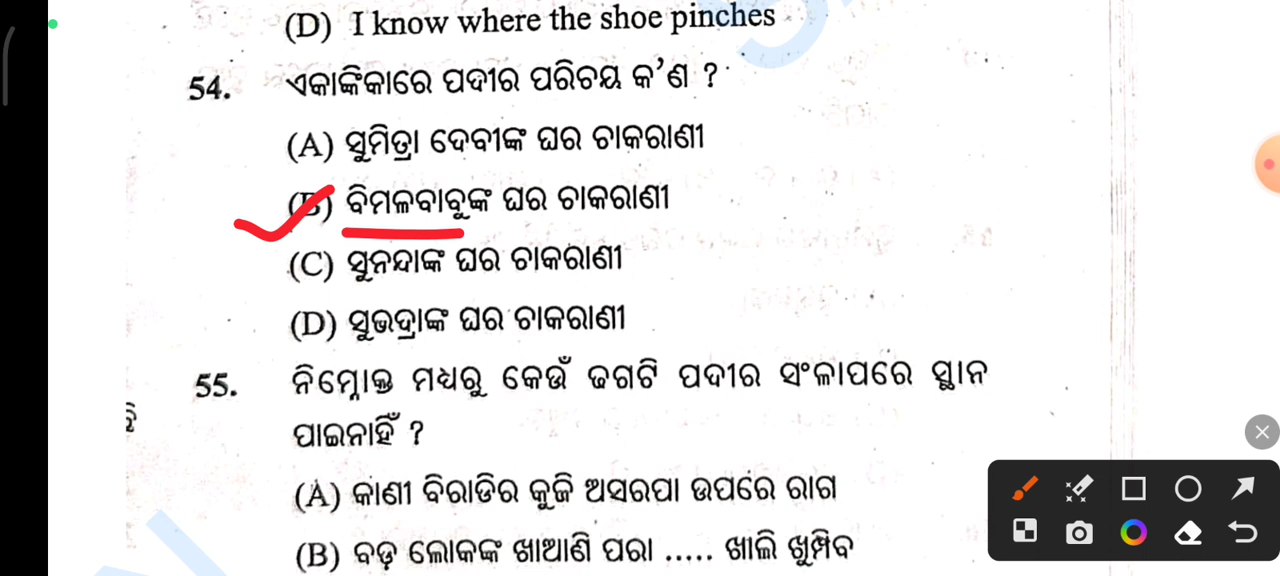 (D) I know where the shoe pinches
54. ଏକାଙ୍କିକାରେ ପଦୀର ପରିଚୟ କ'ଣ ?
(A) ସୁମିତ୍ରା ଦେବୀଙ୍କ ଘର ଚାକରାଣୀ
(B) ବିମଳବାବୁଙ୍କ ଘର ଚାକରାଣୀ
(C) ସୁନନ୍ଦାଙ୍କ ଘର ଚାକରାଣୀ
(D) ସୁଭଦ୍ରାଙ୍କ ଘର ଚାକରାଣୀ
55. ନିମ୍ନୋକ୍ତ ମଧ୍ୟରୁ କେଉଁ ଢଗଟି ପଦୀର ସଂଳାପରେ ସ୍ଥାନ
ପାଇନାହିଁ ?
(A) କାଣୀ ବିରାଡିର କୁଜି ଅସରପା ଉପରେ ରାଗ
(B) ବଡ଼ ଲୋକଙ୍କ ଖାଆଣି ପରା ..... ଖାଲି ଖୁମ୍ପିବ